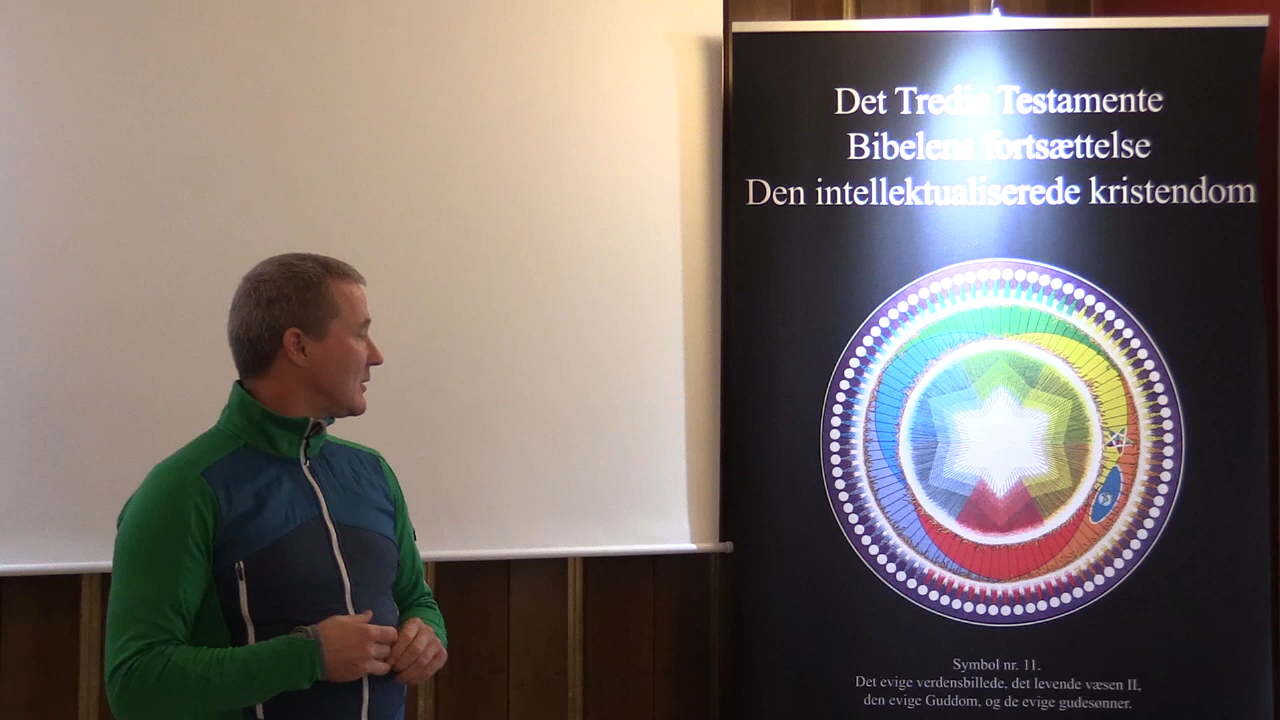 Det Tredie Testamente
Bibelens fortsættelse
Den intellektualiserede kristendom
Symbol nr. 11.
Det evige verdensbillede, det levende væsen II,
den evige Guddom, og de evige gudesønner.